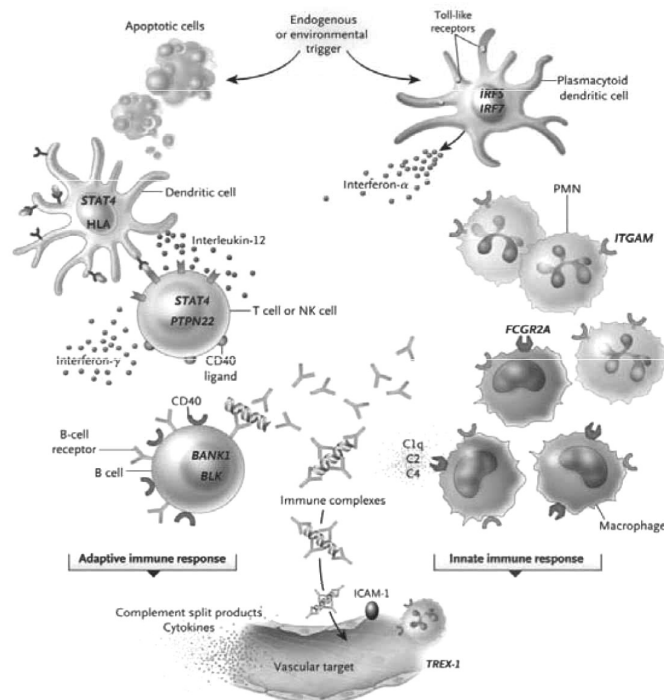 Apoptotic cells
Endogenous
or environmental
trigger
Toll-like
receptors
Plasmacytoid
dendritic cell
IRF5
IRF7
Interferon-α
Dendritic cell
STAT4
HLA
Interleukin-12
PMN
ITGAM
STAT4
PTPN22
T cell or NK cell
Interferon-γ
CD40
ligand
FCGR2A
CD40
B-cell
receptor
B cell
BANK1
BLK
C1q
C2
C4
Immune complexes
Macrophage
Adaptive immune response
Innate immune response
ICAM-1
Complement split products
Cytokines
Vascular target
TREX-1